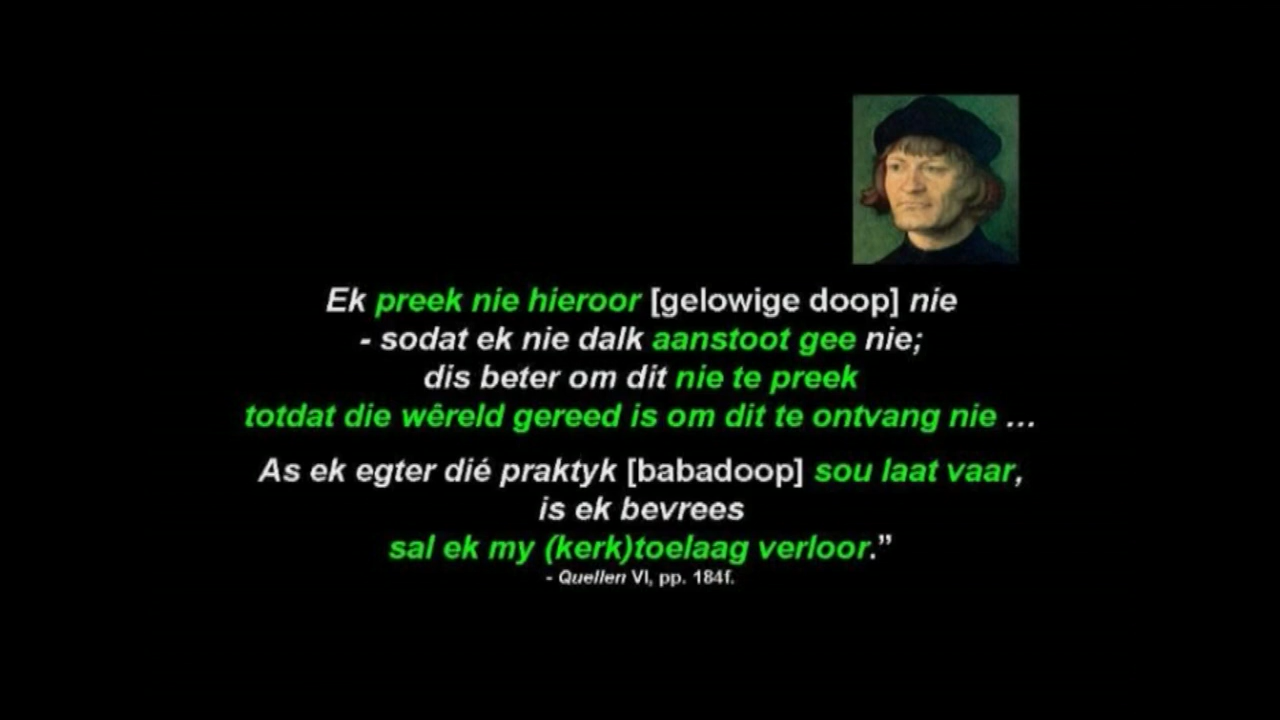 Ek preek nie hieroor [gelowige doop] nie
- sodat ek nie dalk aanstoot gee nie;
dis beter om dit nie te preek
totdat die wêreld gereed is om dit te ontvang nie ...
As ek egter dié praktyk [babadoop] sou laat vaar,
is ek bevrees
sal ek my (kerk)toelaag verloor.”
- Quellen VI, pp. 184f.